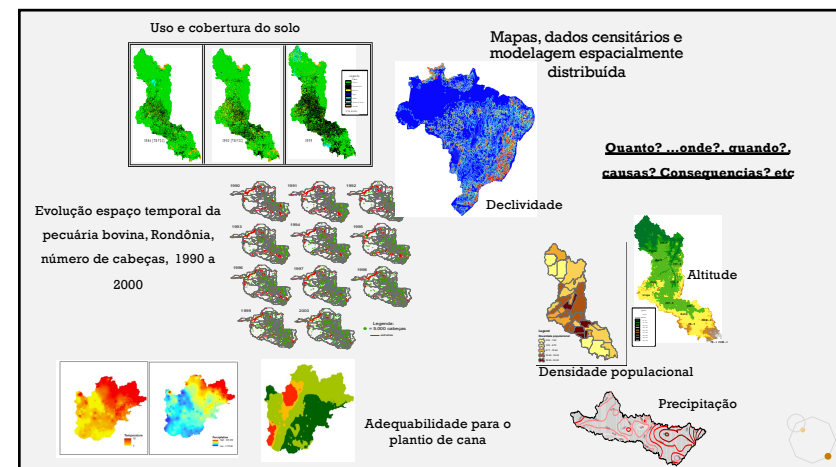 Uso e cobertura do solo
Mapas, dados censitários e
modelagem espacialmente
distribuída
Quanto? ...onde?, quando?,
causas? Consequencias? etc
Declividade
Evolução espaço temporal da
pecuária bovina, Rondônia,
número de cabeças, 1990 a
2000
1990 1991 1992
1993 1994 1995
1996 1997 1998
1999 2000
Legenda:
= 5.000 cabeças
Altitude
Densidade populacional
Precipitação
Adequabilidade para o
plantio de cana
Temperatura